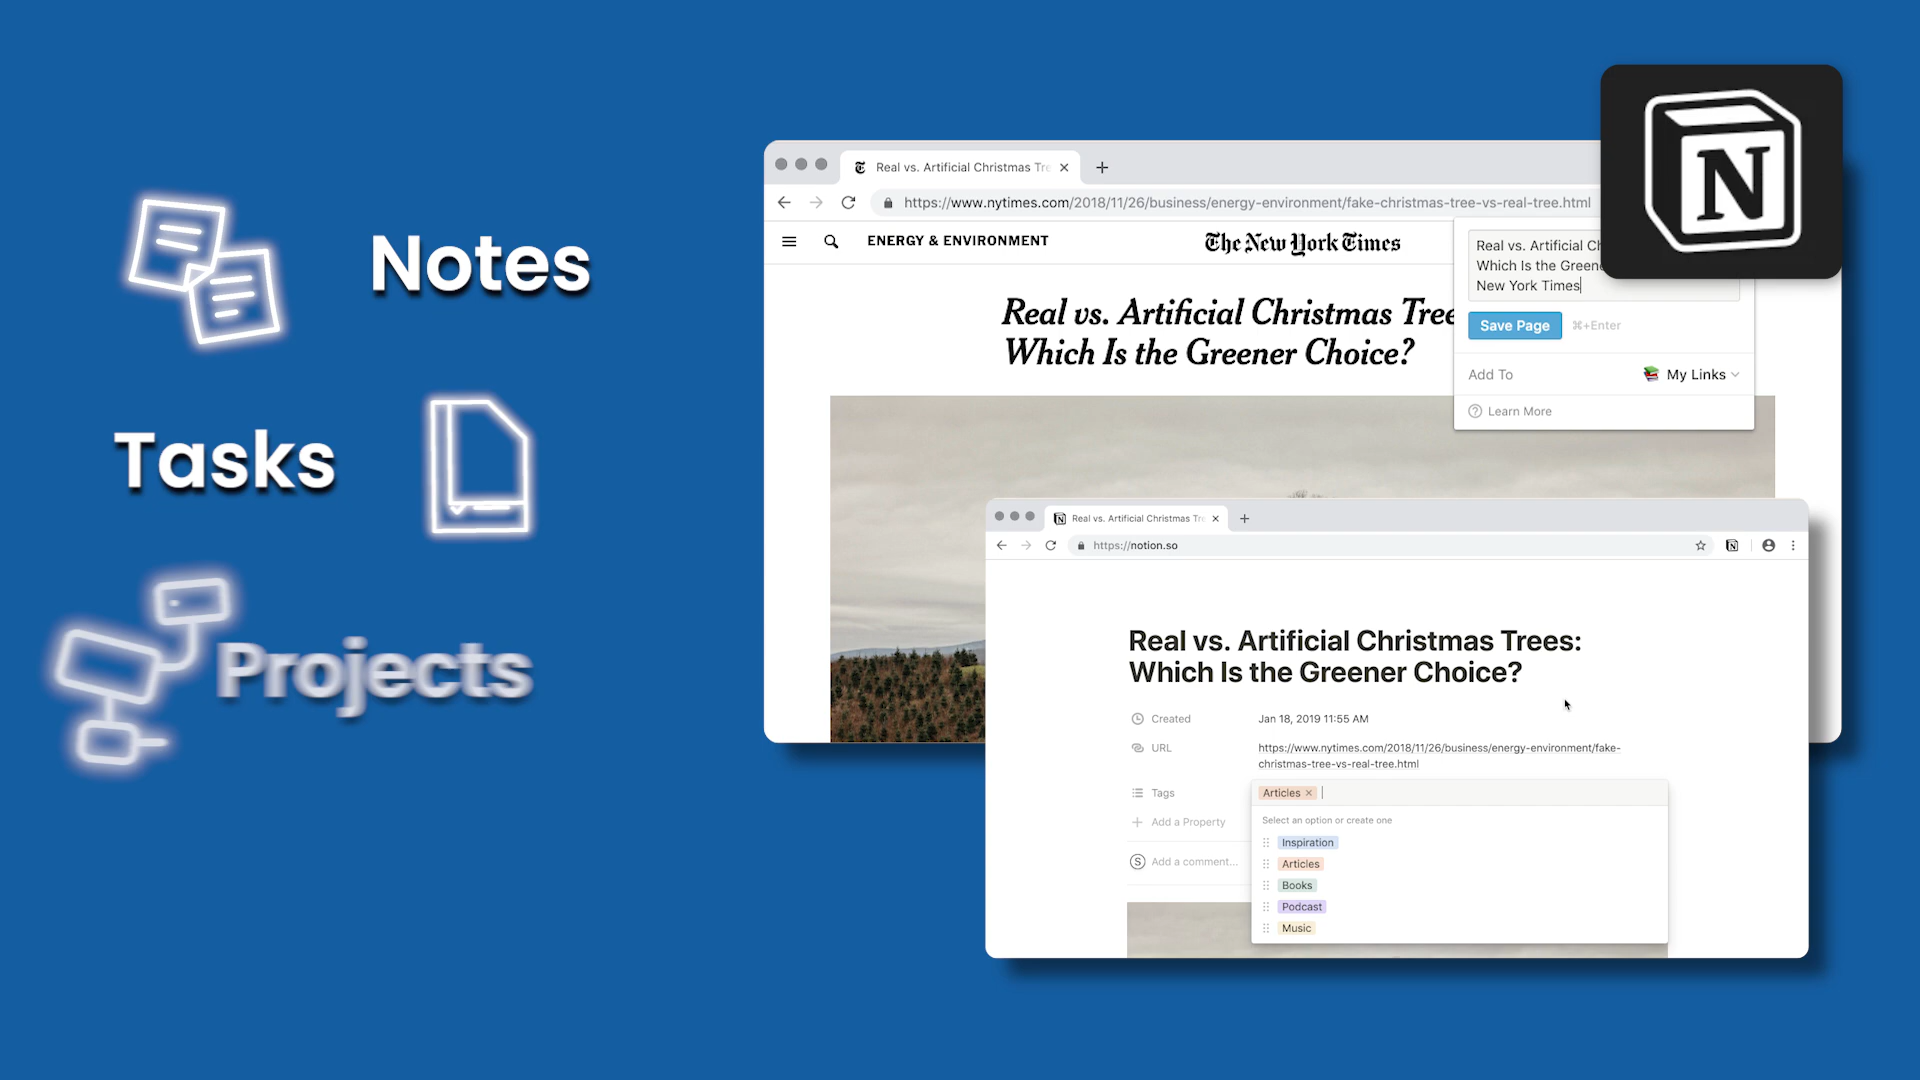 Notes
Tasks
Projects
Real vs. Artificial Christmas Tre
https://www.nytimes.com/2018/11/26/business/energy-environment/fake-christmas-tree-vs-real-tree.html
ENERGY & ENVIRONMENT
The New York Times
Real vs. Artificial Christmas Tree
Which Is the Greener Choice?
Real vs. Artificial Ch
Which Is the Greene
New York Times
Save Page
⌘+Enter
Add To
My Links
? Learn More
N
Real vs. Artificial Christmas Tre
https://notion.so
Real vs. Artificial Christmas Trees:
Which Is the Greener Choice?
Created Jan 18, 2019 11:55 AM
URL https://www.nytimes.com/2018/11/26/business/energy-environment/fake-
christmas-tree-vs-real-tree.html
Tags Articles
Add a Property
Select an option or create one
Inspiration
S Add a comment...
Articles
Books
Podcast
Music